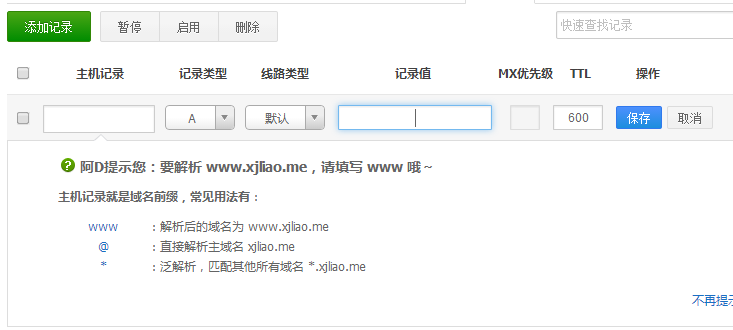 添加记录 暂停 启用 删除 快速查找记录
主机记录 记录类型 线路类型 记录值 MX优先级 TTL 操作
A 默认 600 保存 取消
阿D提示您：要解析 www.xjliao.me，请填写 www 哦～
主机记录就是域名前缀，常见用法有：
www : 解析后的域名为 www.xjliao.me
@ : 直接解析主域名 xjliao.me
* : 泛解析，匹配其他所有域名 *.xjliao.me
不再提示